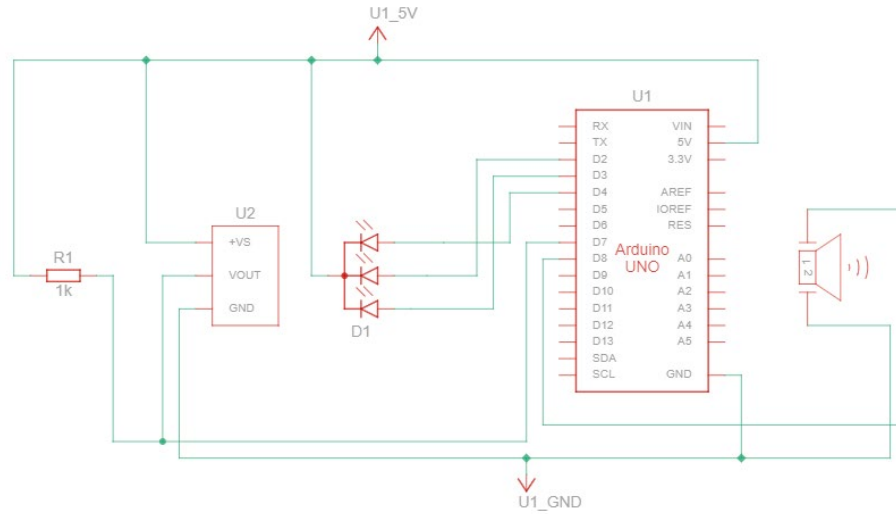 U1_5V
U1
RX
TX
D2
D3
D4
D5
D6
D7
D8
D9
D10
D11
D12
D13
SDA
SCL
Arduino
UNO
VIN
5V
3.3V
AREF
IOREF
RES
A0
A1
A2
A3
A4
A5
GND
U2
+VS
VOUT
GND
R1
1k
D1
1 2
U1_GND